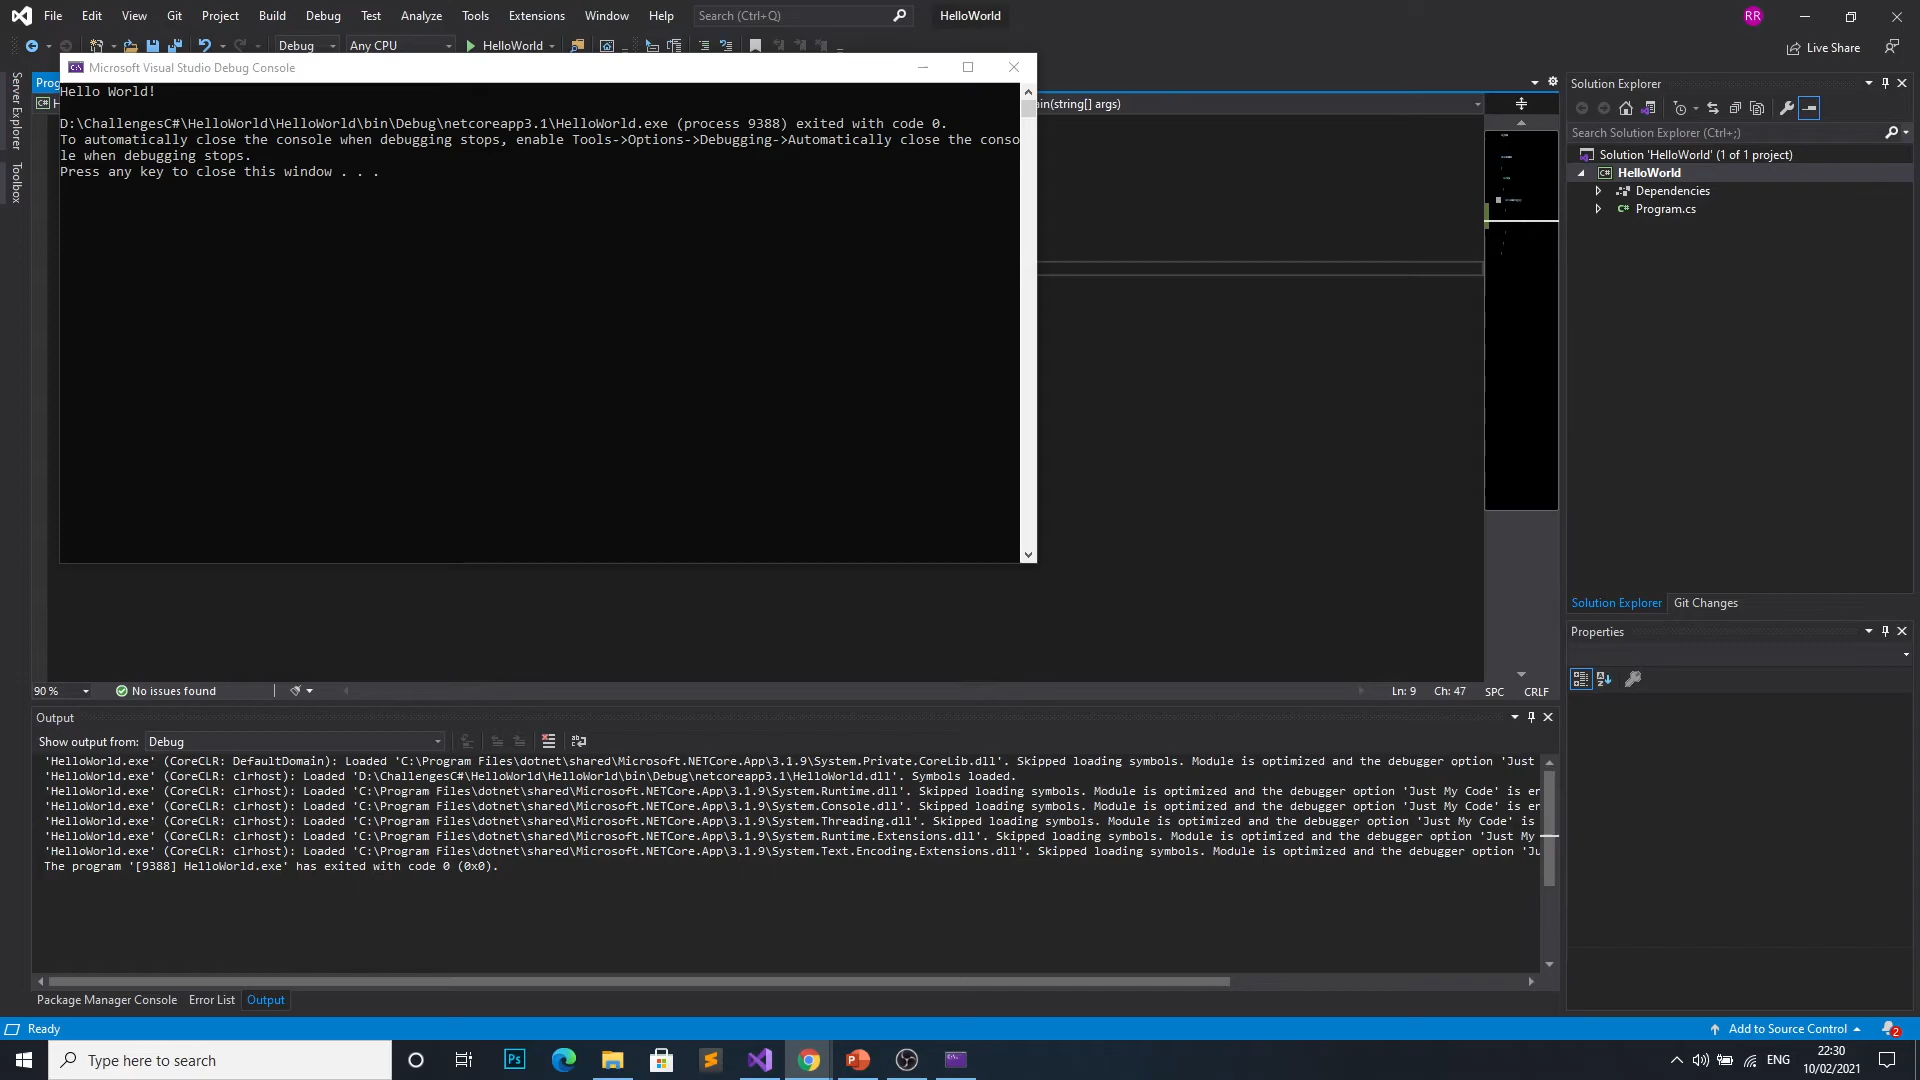 File Edit View Git Project Build Debug Test Analyze Tools Extensions Window Help Search (Ctrl+Q) HelloWorld RR
Debug Any CPU HelloWorld Live Share
Microsoft Visual Studio Debug Console
Hello World!
D:\ChallengesC#\HelloWorld\HelloWorld\bin\Debug\netcoreapp3.1\HelloWorld.exe (process 9388) exited with code 0.
To automatically close the console when debugging stops, enable Tools->Options->Debugging->Automatically close the conso
le when debugging stops.
Press any key to close this window . . .
Server Explorer
Toolbox
Prog
ain(string[] args)
Solution Explorer
Search Solution Explorer (Ctrl+;)
Solution 'HelloWorld' (1 of 1 project)
HelloWorld
Dependencies
Program.cs
Solution Explorer Git Changes
Properties
90 % No issues found Ln: 9 Ch: 47 SPC CRLF
Output
Show output from: Debug
'HelloWorld.exe' (CoreCLR: DefaultDomain): Loaded 'C:\Program Files\dotnet\shared\Microsoft.NETCore.App\3.1.9\System.Private.CoreLib.dll'. Skipped loading symbols. Module is optimized and the debugger option 'Just
'HelloWorld.exe' (CoreCLR: clrhost): Loaded 'D:\ChallengesC#\HelloWorld\HelloWorld\bin\Debug\netcoreapp3.1\HelloWorld.dll'. Symbols loaded.
'HelloWorld.exe' (CoreCLR: clrhost): Loaded 'C:\Program Files\dotnet\shared\Microsoft.NETCore.App\3.1.9\System.Runtime.dll'. Skipped loading symbols. Module is optimized and the debugger option 'Just My Code' is en
'HelloWorld.exe' (CoreCLR: clrhost): Loaded 'C:\Program Files\dotnet\shared\Microsoft.NETCore.App\3.1.9\System.Console.dll'. Skipped loading symbols. Module is optimized and the debugger option 'Just My Code' is en
'HelloWorld.exe' (CoreCLR: clrhost): Loaded 'C:\Program Files\dotnet\shared\Microsoft.NETCore.App\3.1.9\System.Threading.dll'. Skipped loading symbols. Module is optimized and the debugger option 'Just My Code' is
'HelloWorld.exe' (CoreCLR: clrhost): Loaded 'C:\Program Files\dotnet\shared\Microsoft.NETCore.App\3.1.9\System.Runtime.Extensions.dll'. Skipped loading symbols. Module is optimized and the debugger option 'Just My
'HelloWorld.exe' (CoreCLR: clrhost): Loaded 'C:\Program Files\dotnet\shared\Microsoft.NETCore.App\3.1.9\System.Text.Encoding.Extensions.dll'. Skipped loading symbols. Module is optimized and the debugger option 'Ju
The program '[9388] HelloWorld.exe' has exited with code 0 (0x0).
Package Manager Console Error List Output
Ready Add to Source Control 2
Type here to search ENG 22:30
10/02/2021